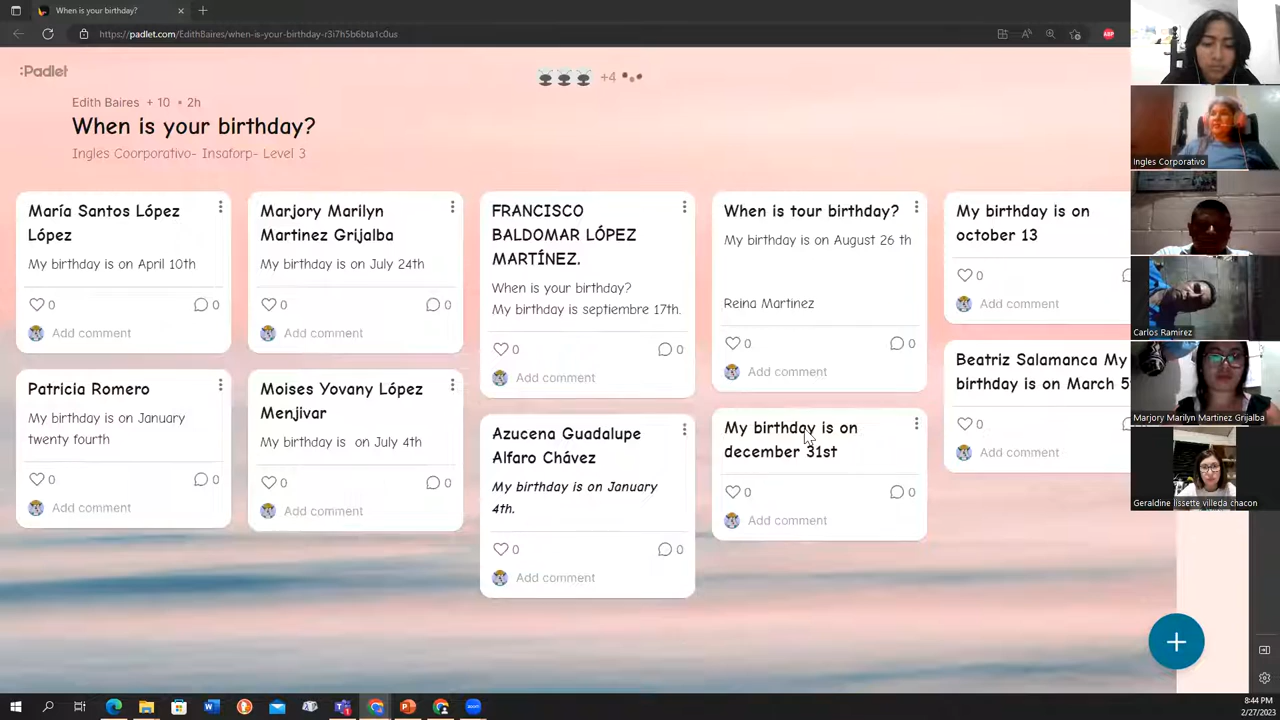 When is your birthday?
https://padlet.com/EdithBaires/when-is-your-birthday-r3i7h5b6bta1c0us
:Padlet
+4
Edith Baires + 10 • 2h
When is your birthday?
Ingles Coorporativo- Insaforp- Level 3
María Santos López
López
My birthday is on April 10th
0
0
Add comment
Patricia Romero
My birthday is on January
twenty fourth
0
0
Add comment
Marjory Marilyn
Martinez Grijalba
My birthday is on July 24th
0
0
Add comment
Moises Yovany López
Menjivar
My birthday is on July 4th
0
0
Add comment
FRANCISCO
BALDOMAR LÓPEZ
MARTÍNEZ.
When is your birthday?
My birthday is septiembre 17th.
0
0
Add comment
Azucena Guadalupe
Alfaro Chávez
My birthday is on January
4th.
0
0
Add comment
When is tour birthday?
My birthday is on August 26 th
Reina Martinez
0
0
Add comment
My birthday is on
december 31st
0
0
Add comment
My birthday is on
october 13
0
Add comment
Beatriz Salamanca My
birthday is on March 5
0
Add comment
Ingles Corporativo
Carlos Ramirez
Marjory Marilyn Martinez Grijalba
Geraldine lissette villeda chacon
8:44 PM
2/27/2023